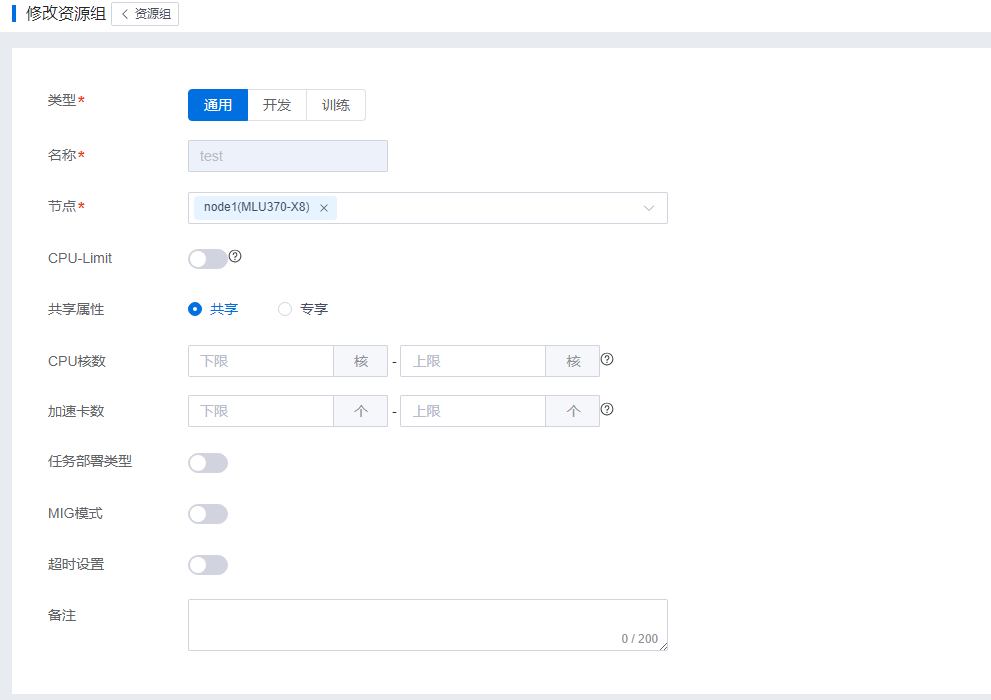 修改资源组 < 资源组
类型* 通用 开发 训练
名称* test
节点* node1(MLU370-X8) ×
CPU-Limit ?
共享属性 共享 专享
CPU核数 下限 核 - 上限 核 ?
加速卡数 下限 个 - 上限 个 ?
任务部署类型
MIG模式
超时设置
备注
0 / 200